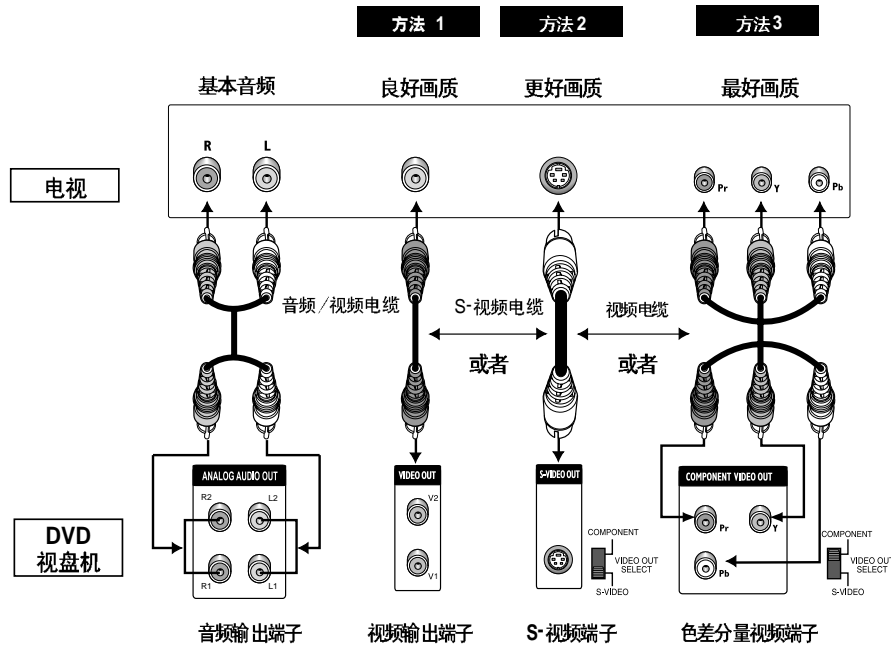 方法 1
方法 2
方法 3
基本音频
良好画质
更好画质
最好画质
R
L
电视
Pr
Y
Pb
音频/视频电缆
S-视频电缆
视频电缆
或者
或者
ANALOG AUDIO OUT
VIDEO OUT
S-VIDEO OUT
COMPONENT VIDEO OUT
R2
L2
V2
Pr
Y
DVD
视盘机
COMPONENT
VIDEO OUT
SELECT
S-VIDEO
COMPONENT
VIDEO OU
SELECT
S-VIDEO
R1
L1
V1
Pb
音频输出端子
视频输出端子
S-视频端子
色差分量视频端子